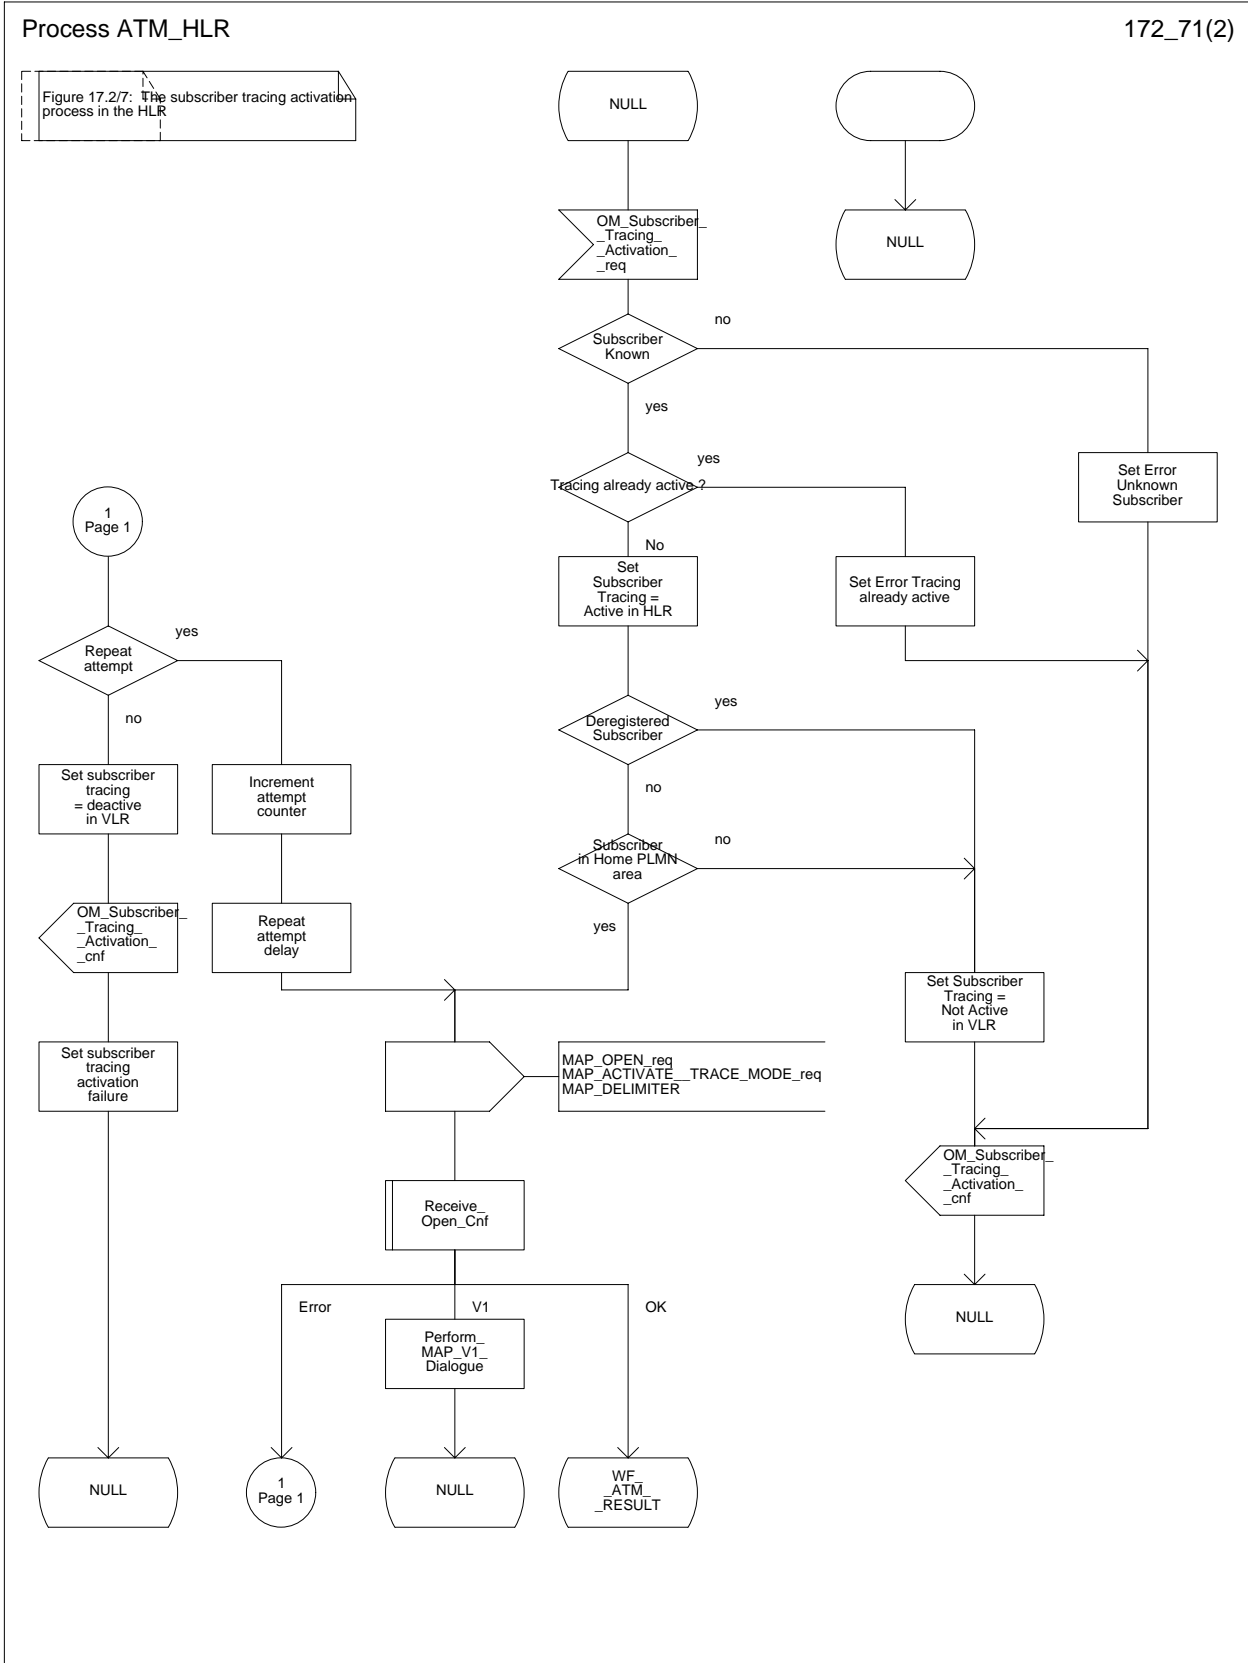 Process ATM_HLR
172_71(2)
Figure 17.2/7: The subscriber tracing activation
process in the HLR
NULL
OM_Subscriber_
_Tracing_
_Activation_
_req
NULL
Subscriber
Known
no
yes
Tracing already active ?
yes
No
Set Error
Unknown
Subscriber
1
Page 1
Set
Subscriber
Tracing =
Active in HLR
Set Error Tracing
already active
Repeat
attempt
yes
no
Deregistered
Subscriber
yes
no
Set subscriber
tracing
= deactive
in VLR
Increment
attempt
counter
Subscriber
in Home PLMN
area
no
yes
OM_Subscriber_
_Tracing_
_Activation_
_cnf
Repeat
attempt
delay
Set Subscriber
Tracing =
Not Active
in VLR
Set subscriber
tracing
activation
failure
MAP_OPEN_req
MAP_ACTIVATE__TRACE_MODE_req
MAP_DELIMITER
OM_Subscriber_
_Tracing_
_Activation_
_cnf
Receive_
Open_Cnf
Error
V1
OK
NULL
Perform_
MAP_V1_
Dialogue
NULL
1
Page 1
NULL
WF_
_ATM_
_RESULT